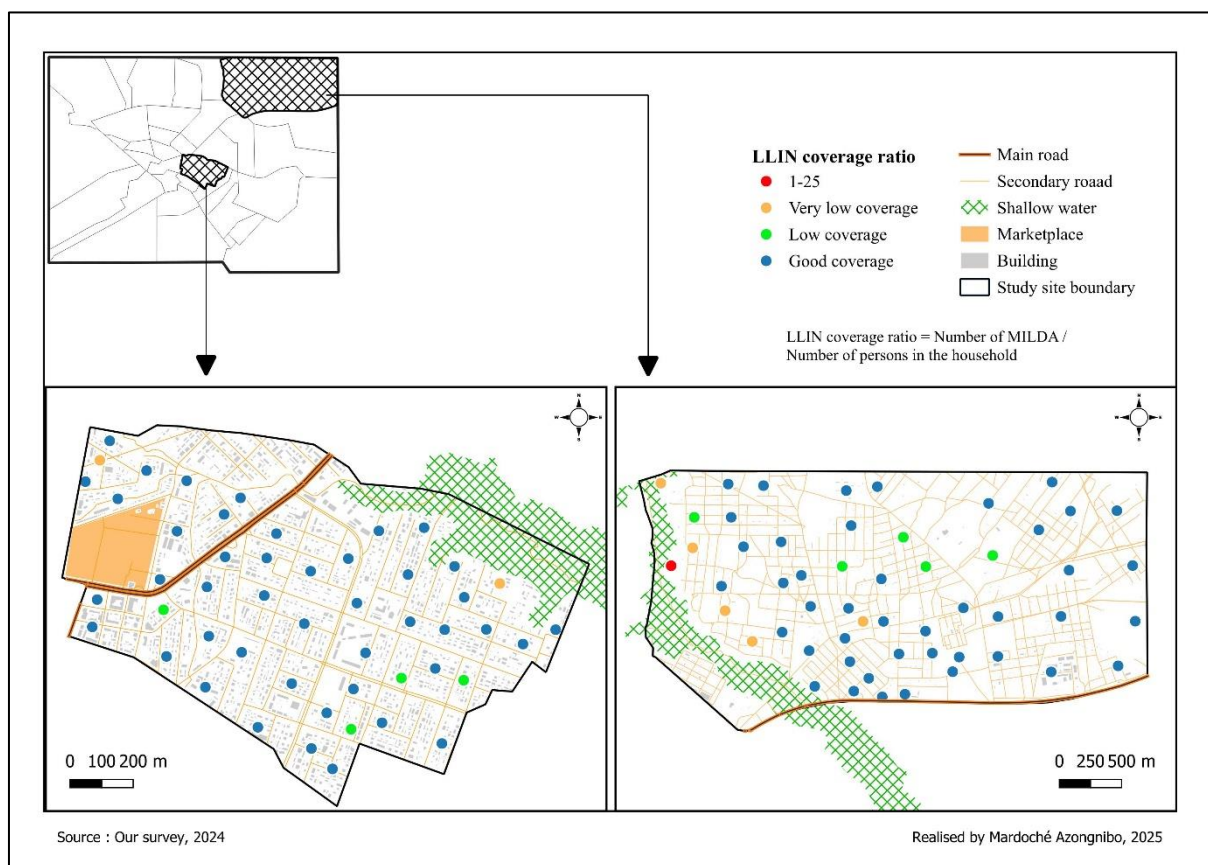 LLIN coverage ratio
1-25
Very low coverage
Low coverage
Good coverage
Main road
Secondary roaad
Shallow water
Marketplace
Building
Study site boundary
LLIN coverage ratio = Number of MILDA /
Number of persons in the household
N
W E
S
N
W E
S
0 100 200 m
0 250 500 m
Source : Our survey, 2024
Realised by Mardoché Azongnibo, 2025